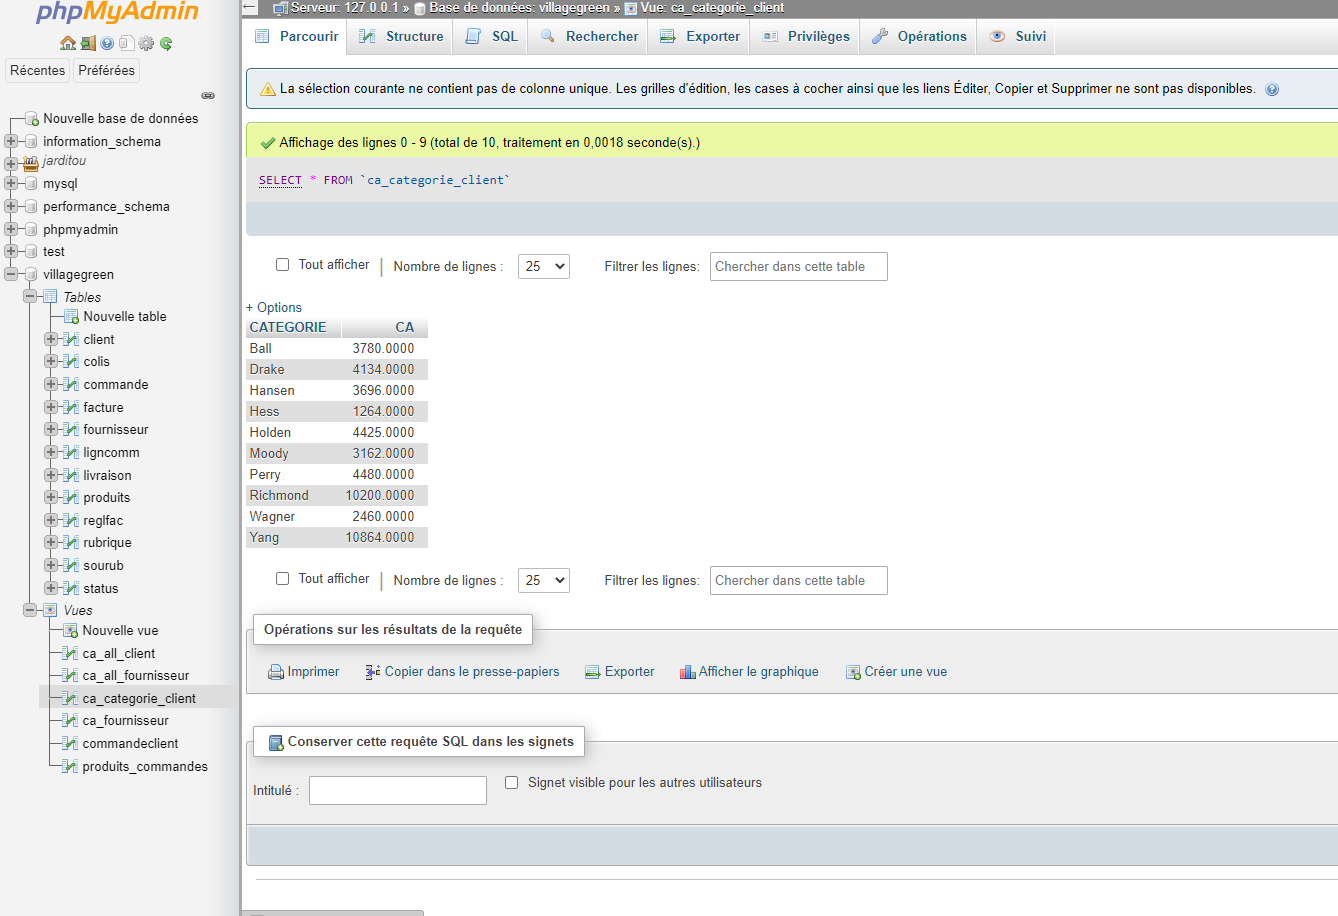 phpMyAdmin
Récentes
Préférées
Nouvelle base de données
information_schema
jarditou
mysql
performance_schema
phpmyadmin
test
villagegreen
Tables
Nouvelle table
client
colis
commande
facture
fournisseur
ligncomm
livraison
produits
reglfac
rubrique
sourub
status
Vues
Nouvelle vue
ca_all_client
ca_all_fournisseur
ca_categorie_client
ca_fournisseur
commandeclient
produits_commandes
Serveur: 127.0.0.1 » Base de données: villagegreen » Vue: ca_categorie_client
Parcourir Structure SQL Rechercher Exporter Privilèges Opérations Suivi
La sélection courante ne contient pas de colonne unique. Les grilles d'édition, les cases à cocher ainsi que les liens Éditer, Copier et Supprimer ne sont pas disponibles.
Affichage des lignes 0 - 9 (total de 10, traitement en 0,0018 seconde(s).)
SELECT * FROM `ca_categorie_client`
Tout afficher | Nombre de lignes : 25 Filtrer les lignes: Chercher dans cette table
+ Options
CATEGORIE CA
Ball 3780.0000
Drake 4134.0000
Hansen 3696.0000
Hess 1264.0000
Holden 4425.0000
Moody 3162.0000
Perry 4480.0000
Richmond 10200.0000
Wagner 2460.0000
Yang 10864.0000
Tout afficher | Nombre de lignes : 25 Filtrer les lignes: Chercher dans cette table
Opérations sur les résultats de la requête
Imprimer Copier dans le presse-papiers Exporter Afficher le graphique Créer une vue
Conserver cette requête SQL dans les signets
Intitulé : Signet visible pour les autres utilisateurs